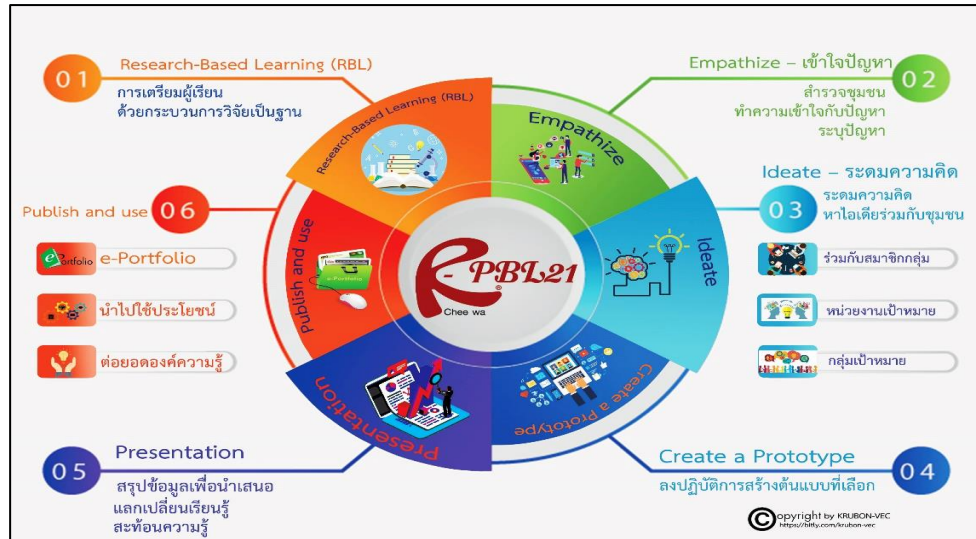 01
Research-Based Learning (RBL)
การเตรียมผู้เรียน
ด้วยกระบวนการวิจัยเป็นฐาน
Empathize – เข้าใจปัญหา
02
สำรวจชุมชน
ทำความเข้าใจกับปัญหา
ระบุปัญหา
Ideate – ระดมความคิด
03
ระดมความคิด
หาไอเดียร่วมกับชุมชน
ร่วมกับสมาชิกกลุ่ม
หน่วยงานเป้าหมาย
กลุ่มเป้าหมาย
Create a Prototype
04
ลงปฏิบัติการสร้างต้นแบบที่เลือก
05
Presentation
สรุปข้อมูลเพื่อนำเสนอ
แลกเปลี่ยนเรียนรู้
สะท้อนความรู้
Publish and use
06
ePortfolio
e-Portfolio
นำไปใช้ประโยชน์
ต่อยอดองค์ความรู้
Research-Based Learning (RBL)
Empathize
Ideate
Create a Prototype
Presentation
Publish and use
e-Portfolio
R-PBL21
®
Chee wa
Copyright by KRUBON-VEC
https://bitly.com/krubon-vec